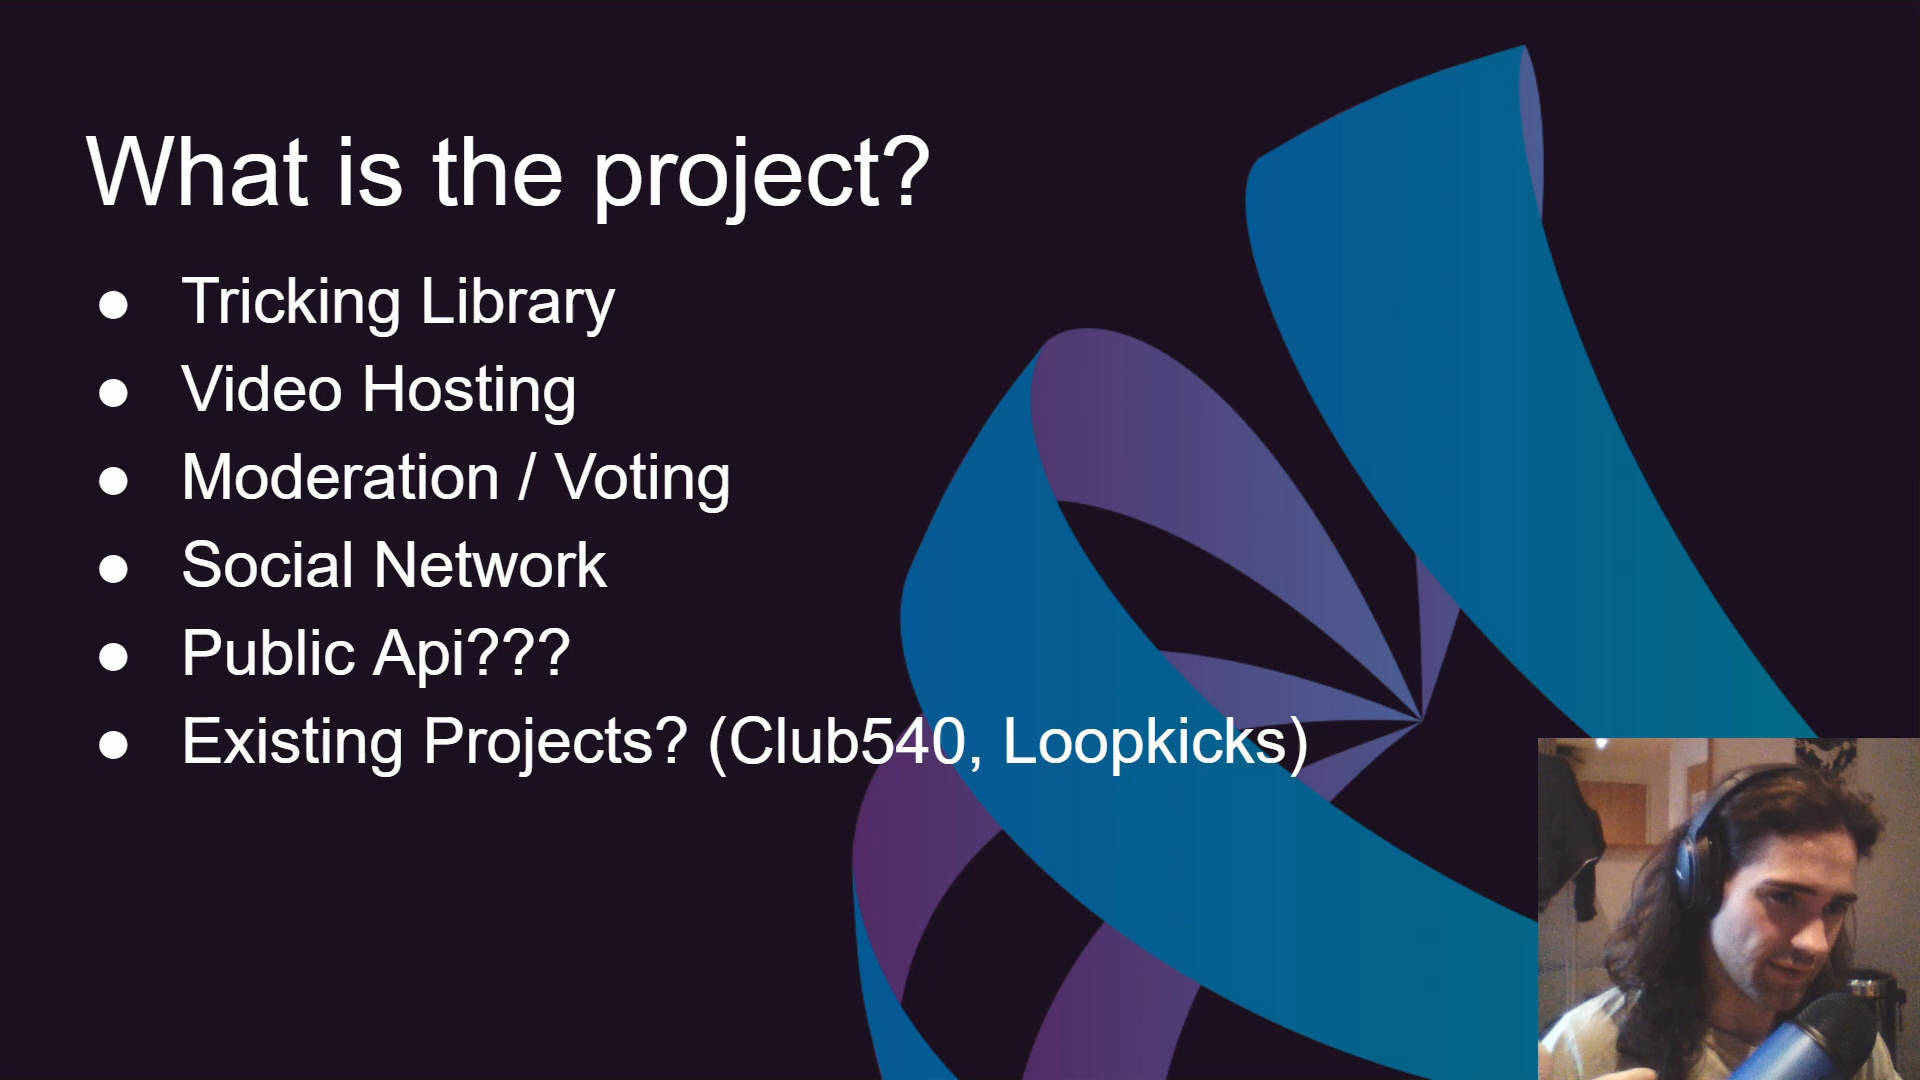 What is the project?
● Tricking Library
● Video Hosting
● Moderation / Voting
● Social Network
● Public Api???
● Existing Projects? (Club540, Loopkicks)